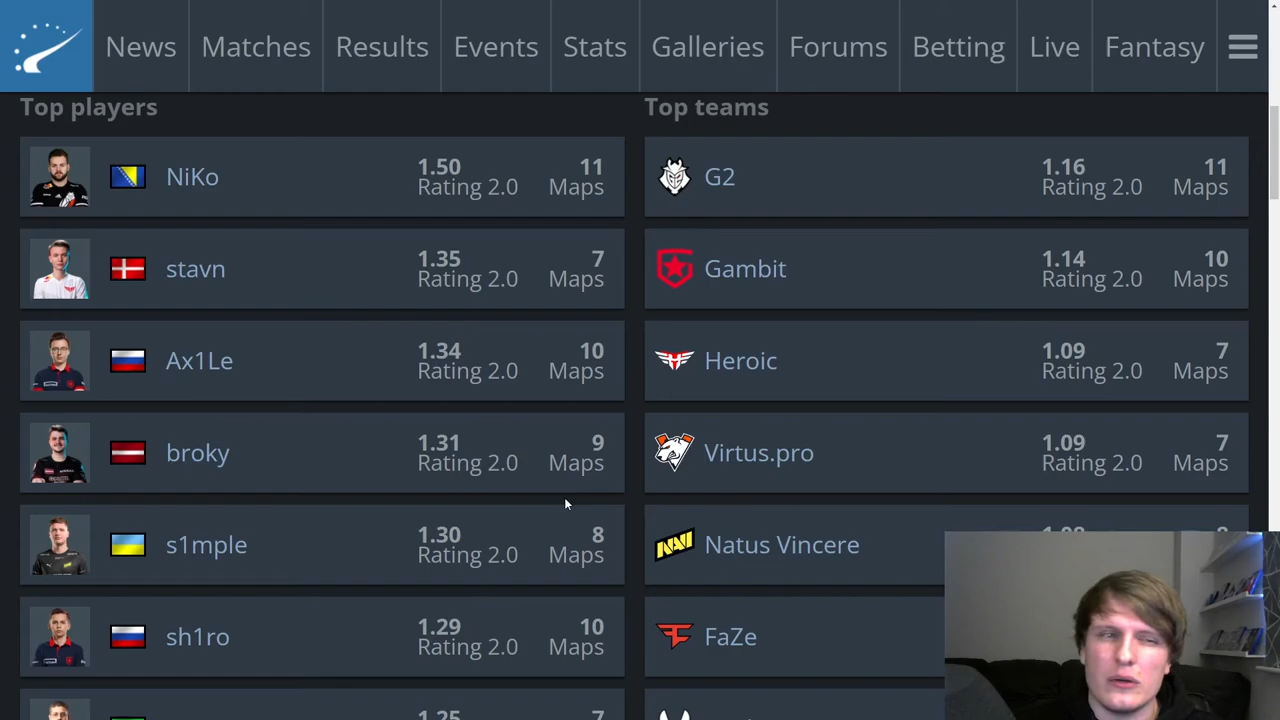 News Matches Results Events Stats Galleries Forums Betting Live Fantasy
Top players
NiKo 1.50 11
Rating 2.0 Maps
stavn 1.35 7
Rating 2.0 Maps
Ax1Le 1.34 10
Rating 2.0 Maps
broky 1.31 9
Rating 2.0 Maps
s1mple 1.30 8
Rating 2.0 Maps
sh1ro 1.29 10
Rating 2.0 Maps
1.25 7
Top teams
G2 1.16 11
Rating 2.0 Maps
Gambit 1.14 10
Rating 2.0 Maps
Heroic 1.09 7
Rating 2.0 Maps
Virtus.pro 1.09 7
Rating 2.0 Maps
NAVI Natus Vincere
FaZe